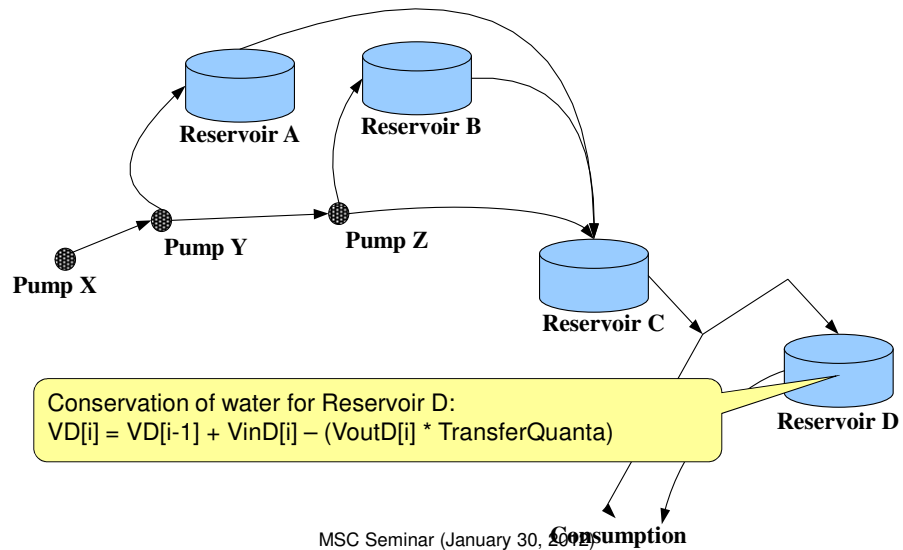 Reservoir A
Reservoir B
Pump Y
Pump Z
Pump X
Reservoir C
Reservoir D
Conservation of water for Reservoir D:
VD[i] = VD[i-1] + VinD[i] – (VoutD[i] * TransferQuanta)
Consumption
MSC Seminar (January 30, 2012)